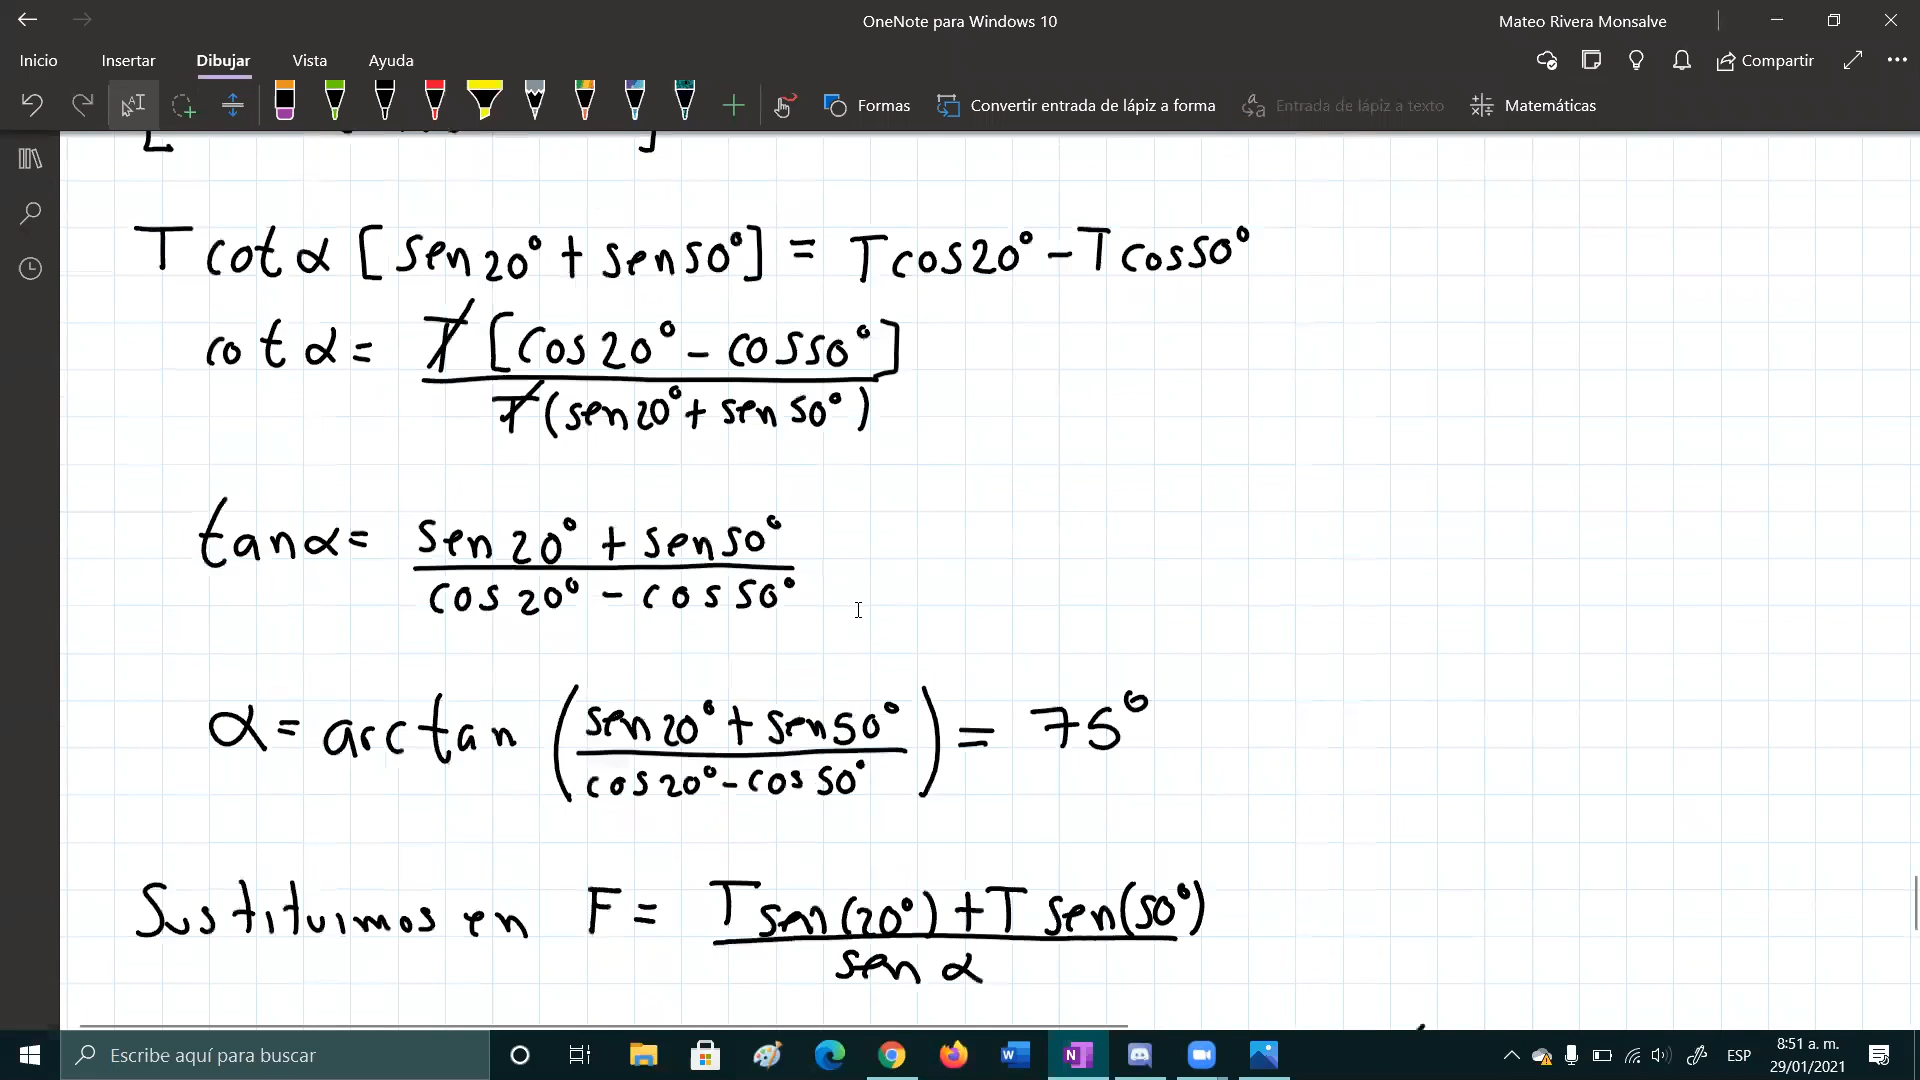 OneNote para Windows 10
Mateo Rivera Monsalve
Inicio Insertar Dibujar Vista Ayuda
Compartir
Formas Convertir entrada de lápiz a forma Entrada de lápiz a texto Matemáticas
T cot α [sen 20° + sen 50°] = T cos 20° - T cos 50°
cot α = T [cos 20° - cos 50°]
T (sen 20° + sen 50°)
tan α = sen 20° + sen 50°
cos 20° - cos 50°
α = arctan (sen 20° + sen 50°
cos 20° - cos 50°) = 75°
Sustituimos en F = T sen (20°) + T sen (50°)
sen α
Escribe aquí para buscar
ESP
8:51 a. m.
29/01/2021